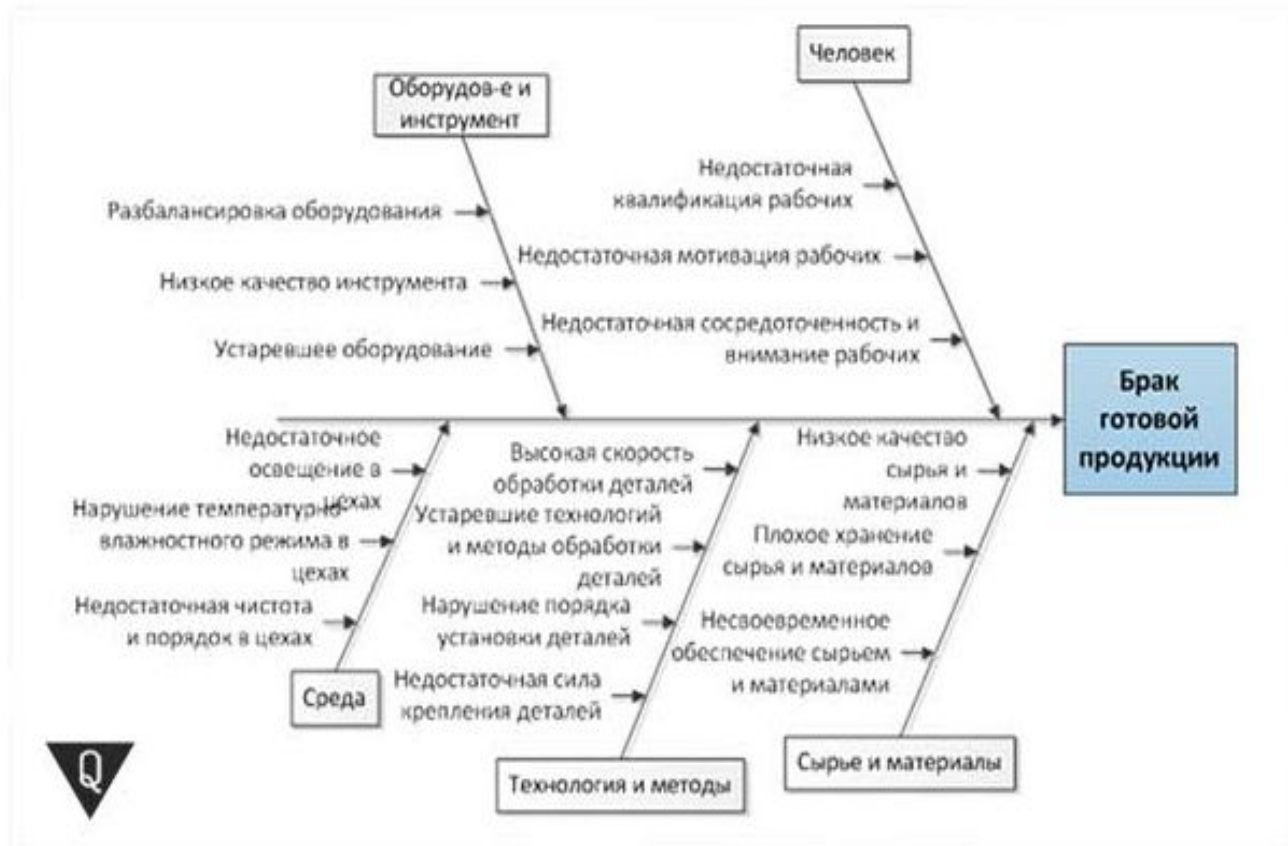 Человек
Оборудов-е и
инструмент
Недостаточная
квалификация рабочих
Разбалансировка оборудования
Недостаточная мотивация рабочих
Низкое качество инструмента
Недостаточная сосредоточенность и
внимание рабочих
Устаревшее оборудование
Брак
готовой
продукции
Недостаточное
освещение в
цехах
Нарушение температурно-
влажностного режима в
цехах
Недостаточная чистота
и порядок в цехах
Среда
Высокая скорость
обработки деталей
Устаревшие технологий
и методы обработки
деталей
Нарушение порядка
установки деталей
Недостаточная сила
крепления деталей
Технология и методы
Низкое качество
сырья и
материалов
Плохое хранение
сырья и материалов
Несвоевременное
обеспечение сырьем
и материалами
Сырье и материалы
Q